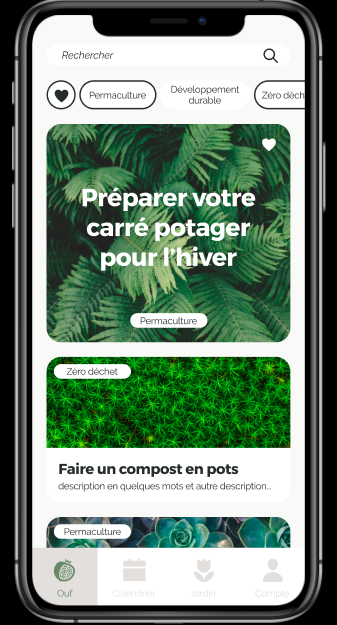 Rechercher
Permaculture
Développement
durable
Zéro déch
Préparer votre
carré potager
pour l'hiver
Permaculture
Zéro déchet
Faire un compost en pots
description en quelques mots et autre description...
Permaculture
Ouf
Calendrier
Jardin
Compte